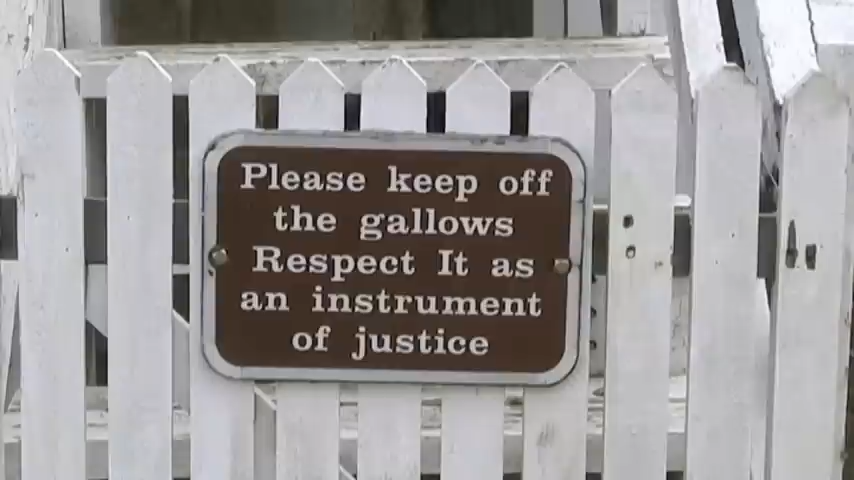 Please keep off
the gallows
Respect It as
an instrument
of justice